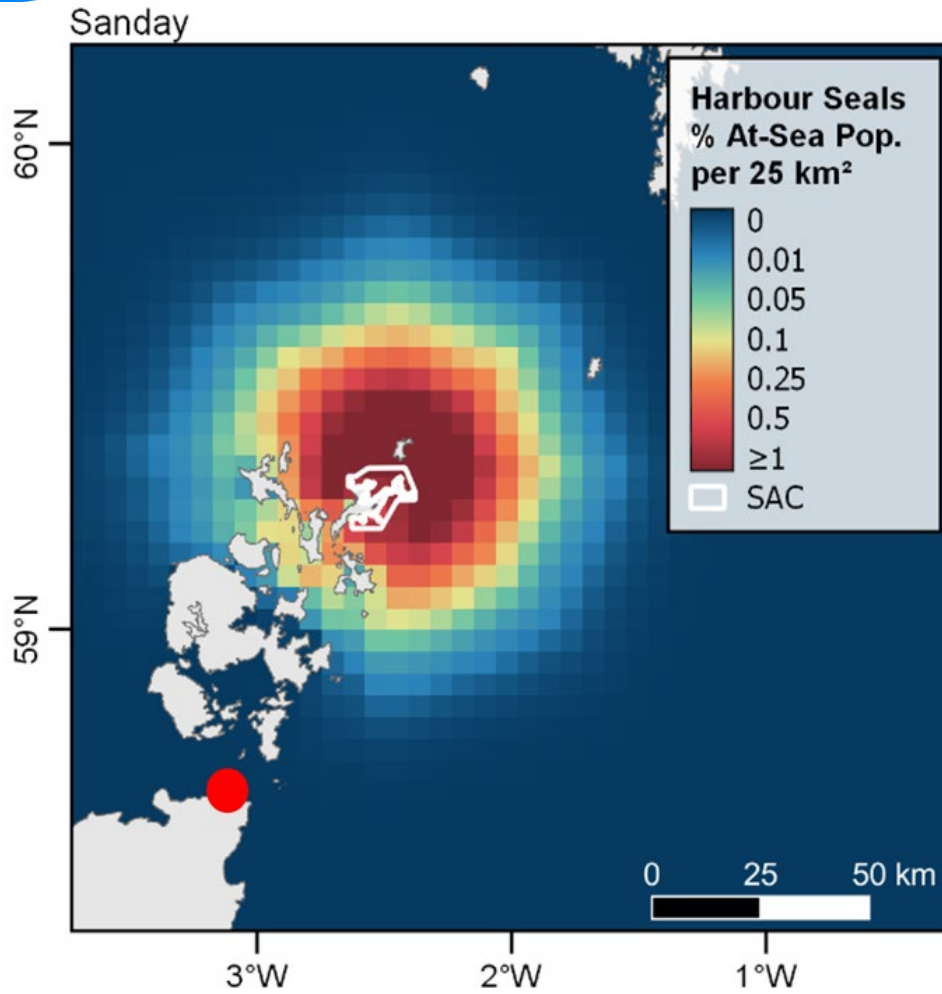 Sanday
Harbour Seals
% At-Sea Pop.
per 25 km²
0
0.01
0.05
0.1
0.25
0.5
≥1
SAC
60°N
59°N
0 25 50 km
3°W 2°W 1°W